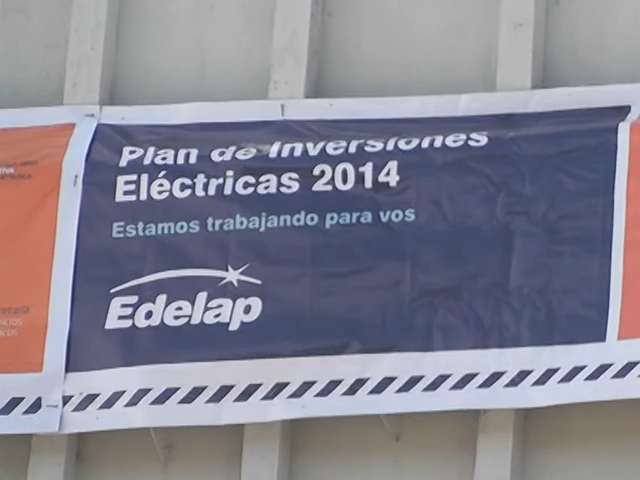 Plan de Inversiones
Eléctricas 2014
Estamos trabajando para vos
Edelap